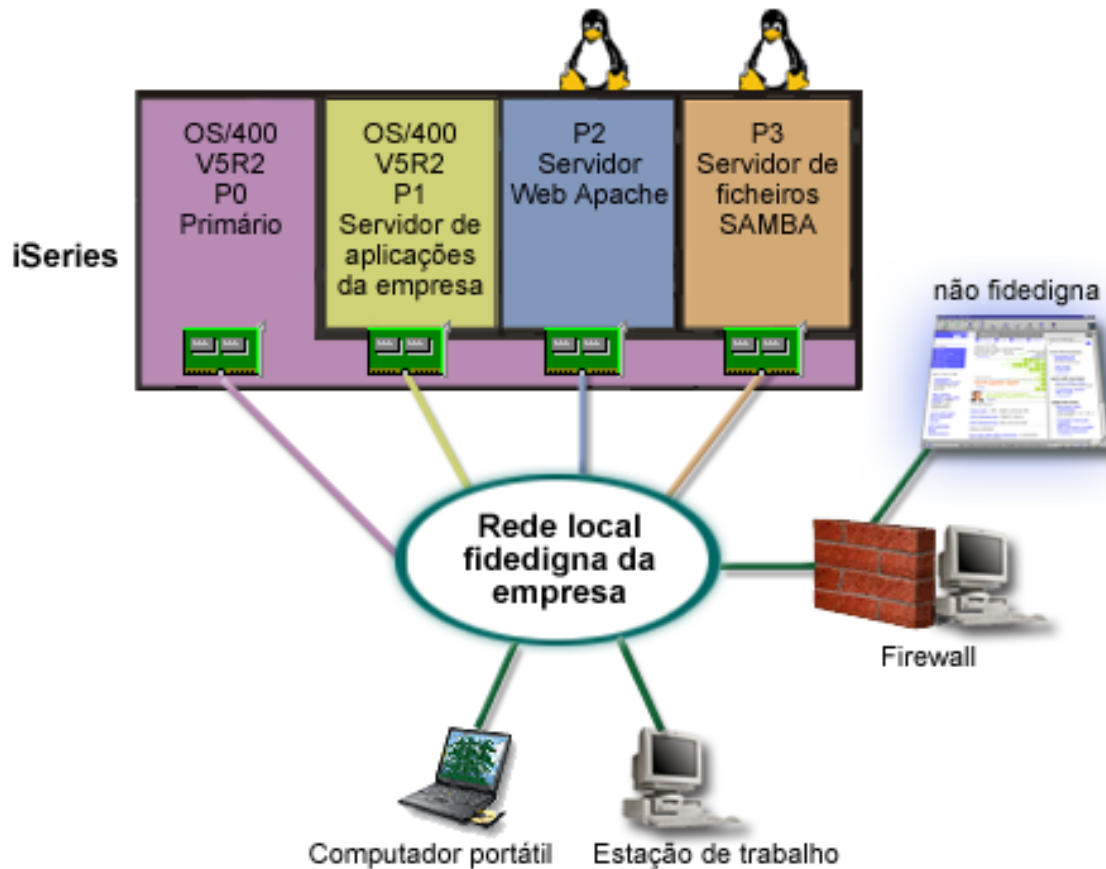 OS/400
V5R2
P0
Primário
OS/400
V5R2
P1
Servidor de
aplicações
da empresa
P2
Servidor
Web Apache
P3
Servidor de
ficheiros
SAMBA
iSeries
não fidedigna
Rede local
fidedigna da
empresa
Firewall
Computador portátil
Estação de trabalho